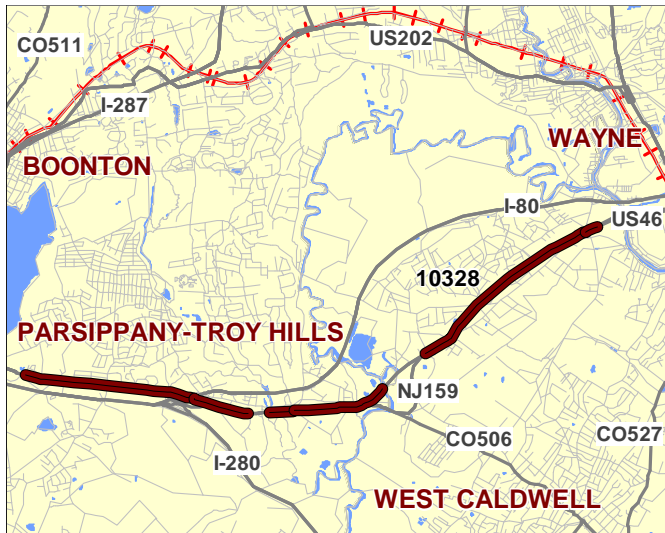 CO511
US202
I-287
WAYNE
BOONTON
I-80
US46
10328
PARSIPPANY-TROY HILLS
NJ159
CO506
CO527
I-280
WEST CALDWELL